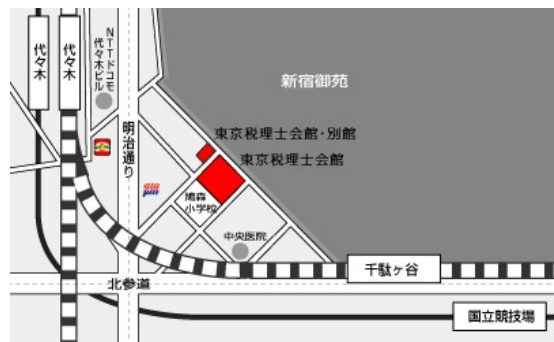 代々木
代々木
NTTドコモ
代々木ビル
新宿御苑
明治通り
東京税理士会館・別館
東京税理士会館
am
pm
鳩森
小学校
中央医院
千駄ヶ谷
北参道
国立競技場